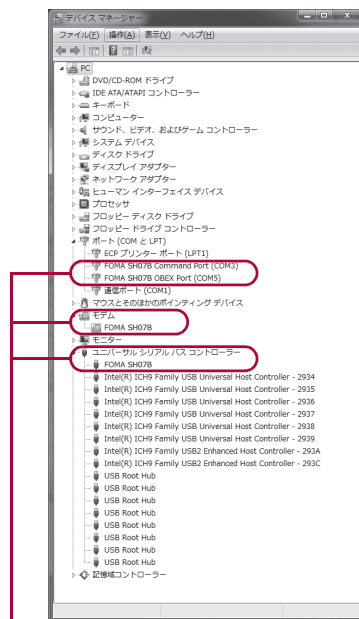 デバイス マネージャー
ファイル(F) 操作(A) 表示(V) ヘルプ(H)
PC
DVD/CD-ROM ドライブ
IDE ATA/ATAPI コントローラー
キーボード
コンピューター
サウンド、ビデオ、およびゲーム コントローラー
システム デバイス
ディスク ドライブ
ディスプレイ アダプター
ネットワーク アダプター
ヒューマン インターフェイス デバイス
プロセッサ
フロッピー ディスク ドライブ
フロッピー ドライブ コントローラー
ポート (COM と LPT)
ECP プリンター ポート (LPT1)
FOMA SH07B Command Port (COM3)
FOMA SH07B OBEX Port (COM5)
通信ポート (COM1)
マウスとそのほかのポインティング デバイス
モデム
FOMA SH07B
モニター
ユニバーサル シリアル バス コントローラー
FOMA SH07B
Intel(R) ICH9 Family USB Universal Host Controller - 2934
Intel(R) ICH9 Family USB Universal Host Controller - 2935
Intel(R) ICH9 Family USB Universal Host Controller - 2936
Intel(R) ICH9 Family USB Universal Host Controller - 2937
Intel(R) ICH9 Family USB Universal Host Controller - 2938
Intel(R) ICH9 Family USB Universal Host Controller - 2939
Intel(R) ICH9 Family USB2 Enhanced Host Controller - 293A
Intel(R) ICH9 Family USB2 Enhanced Host Controller - 293C
USB Root Hub
USB Root Hub
USB Root Hub
USB Root Hub
USB Root Hub
USB Root Hub
USB Root Hub
USB Root Hub
記憶域コントローラー